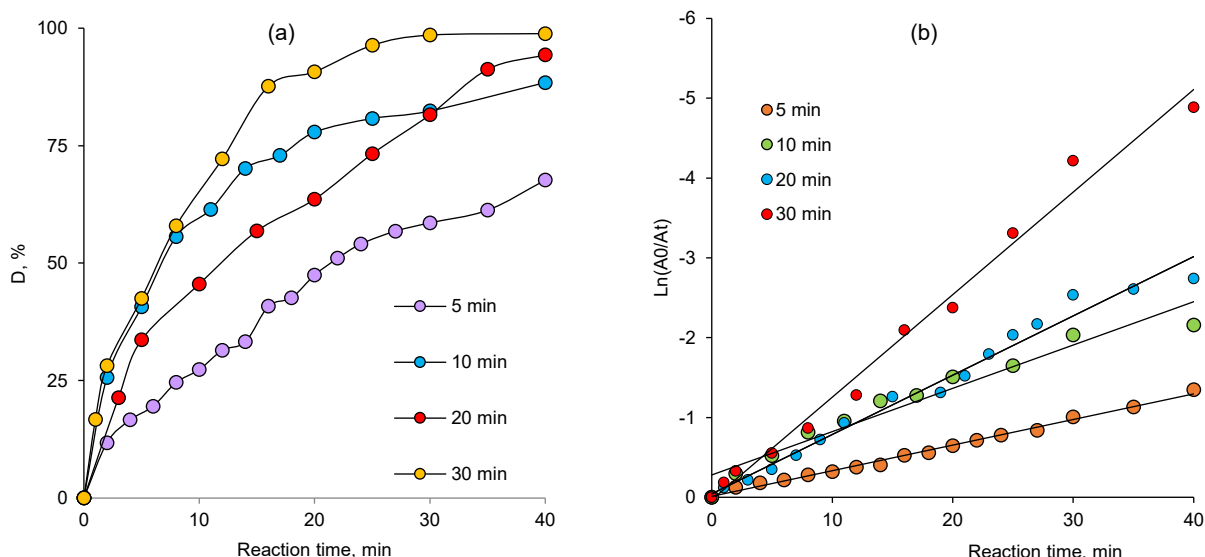 (a)
100
75
50
25
0
D, %
0 10 20 30 40
Reaction time, min
5 min
10 min
20 min
30 min
(b)
-6
-5
-4
-3
-2
-1
-0
Ln(A0/At)
0 10 20 30 40
Reaction time, min
5 min
10 min
20 min
30 min